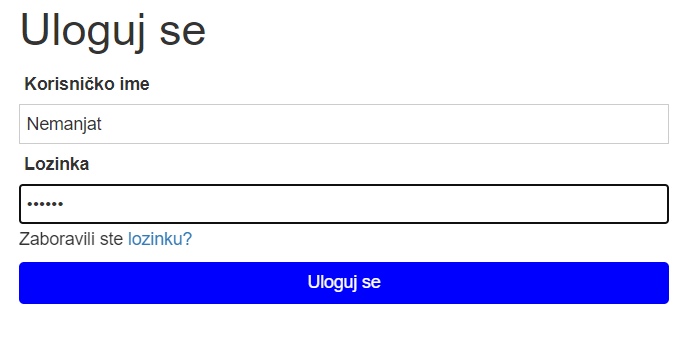 Uloguj se
Korisničko ime
Nemanjat
Lozinka
••••••
Zaboravili ste lozinku?
Uloguj se